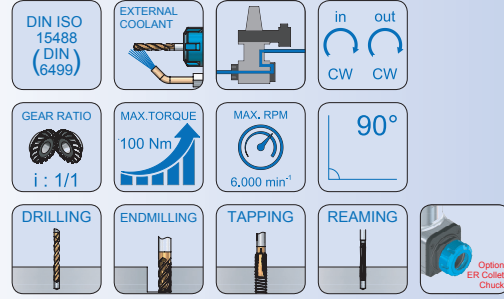 DIN ISO
15488
(DIN
6499)
EXTERNAL
COOLANT
in out
CW CW
GEAR RATIO
i : 1/1
MAX.TORQUE
100 Nm
MAX. RPM
6.000 min⁻¹
90°
DRILLING
ENDMILLING
TAPPING
REAMING
Option
ER Collet
Chuck